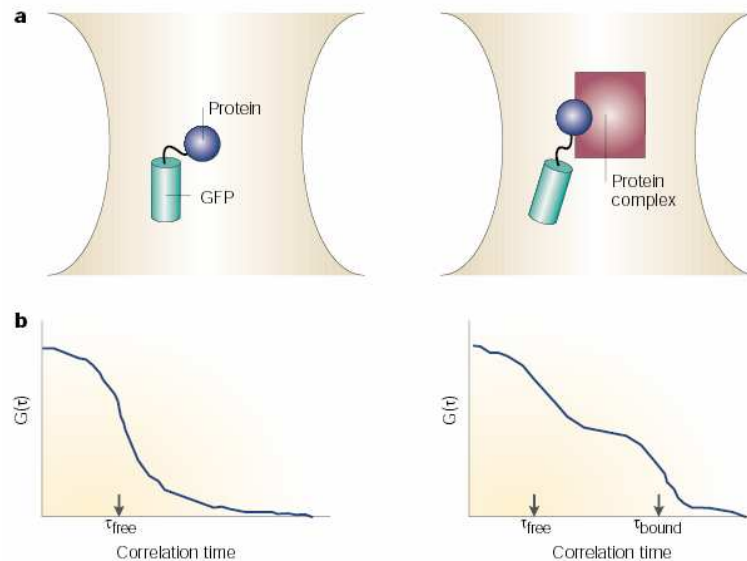 a
Protein
GFP
Protein
complex
b
G(τ)
τfree
Correlation time
G(τ)
τfree
τbound
Correlation time